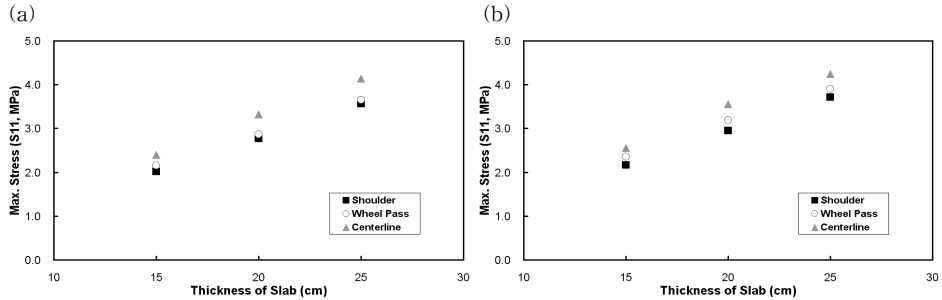 (a)
5.0
4.0
3.0
2.0
1.0
0.0
Max. Stress (S11, MPa)
Shoulder
Wheel Pass
Centerline
10 15 20 25 30
Thickness of Slab (cm)
(b)
5.0
4.0
3.0
2.0
1.0
0.0
Max. Stress (S11, MPa)
Shoulder
Wheel Pass
Centerline
10 15 20 25 30
Thickness of Slab (cm)